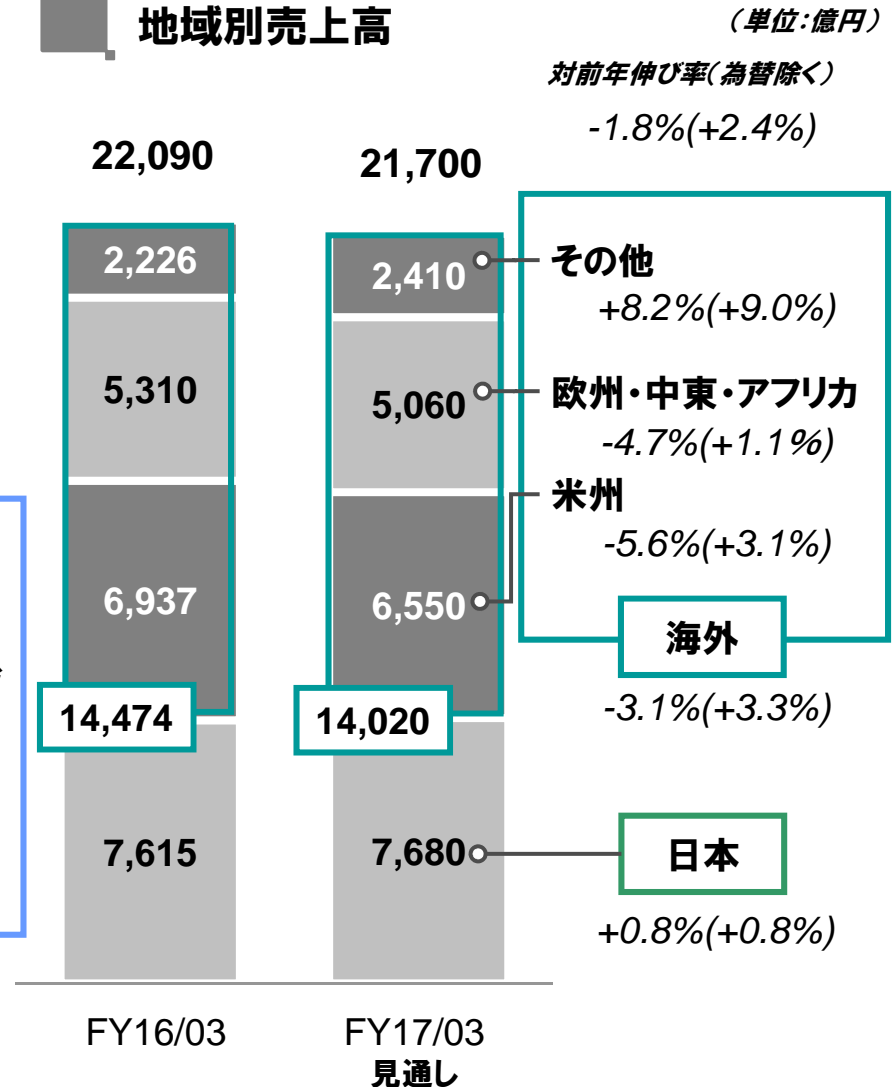 地域別売上高
（単位：億円）
対前年伸び率（為替除く）
-1.8%(+2.4%)
22,090
21,700
2,226
2,410
その他
+8.2%(+9.0%)
5,310
5,060
欧州・中東・アフリカ
-4.7%(+1.1%)
米州
-5.6%(+3.1%)
6,937
6,550
海外
-3.1%(+3.3%)
14,474
14,020
7,615
7,680
日本
+0.8%(+0.8%)
FY16/03
FY17/03
見通し